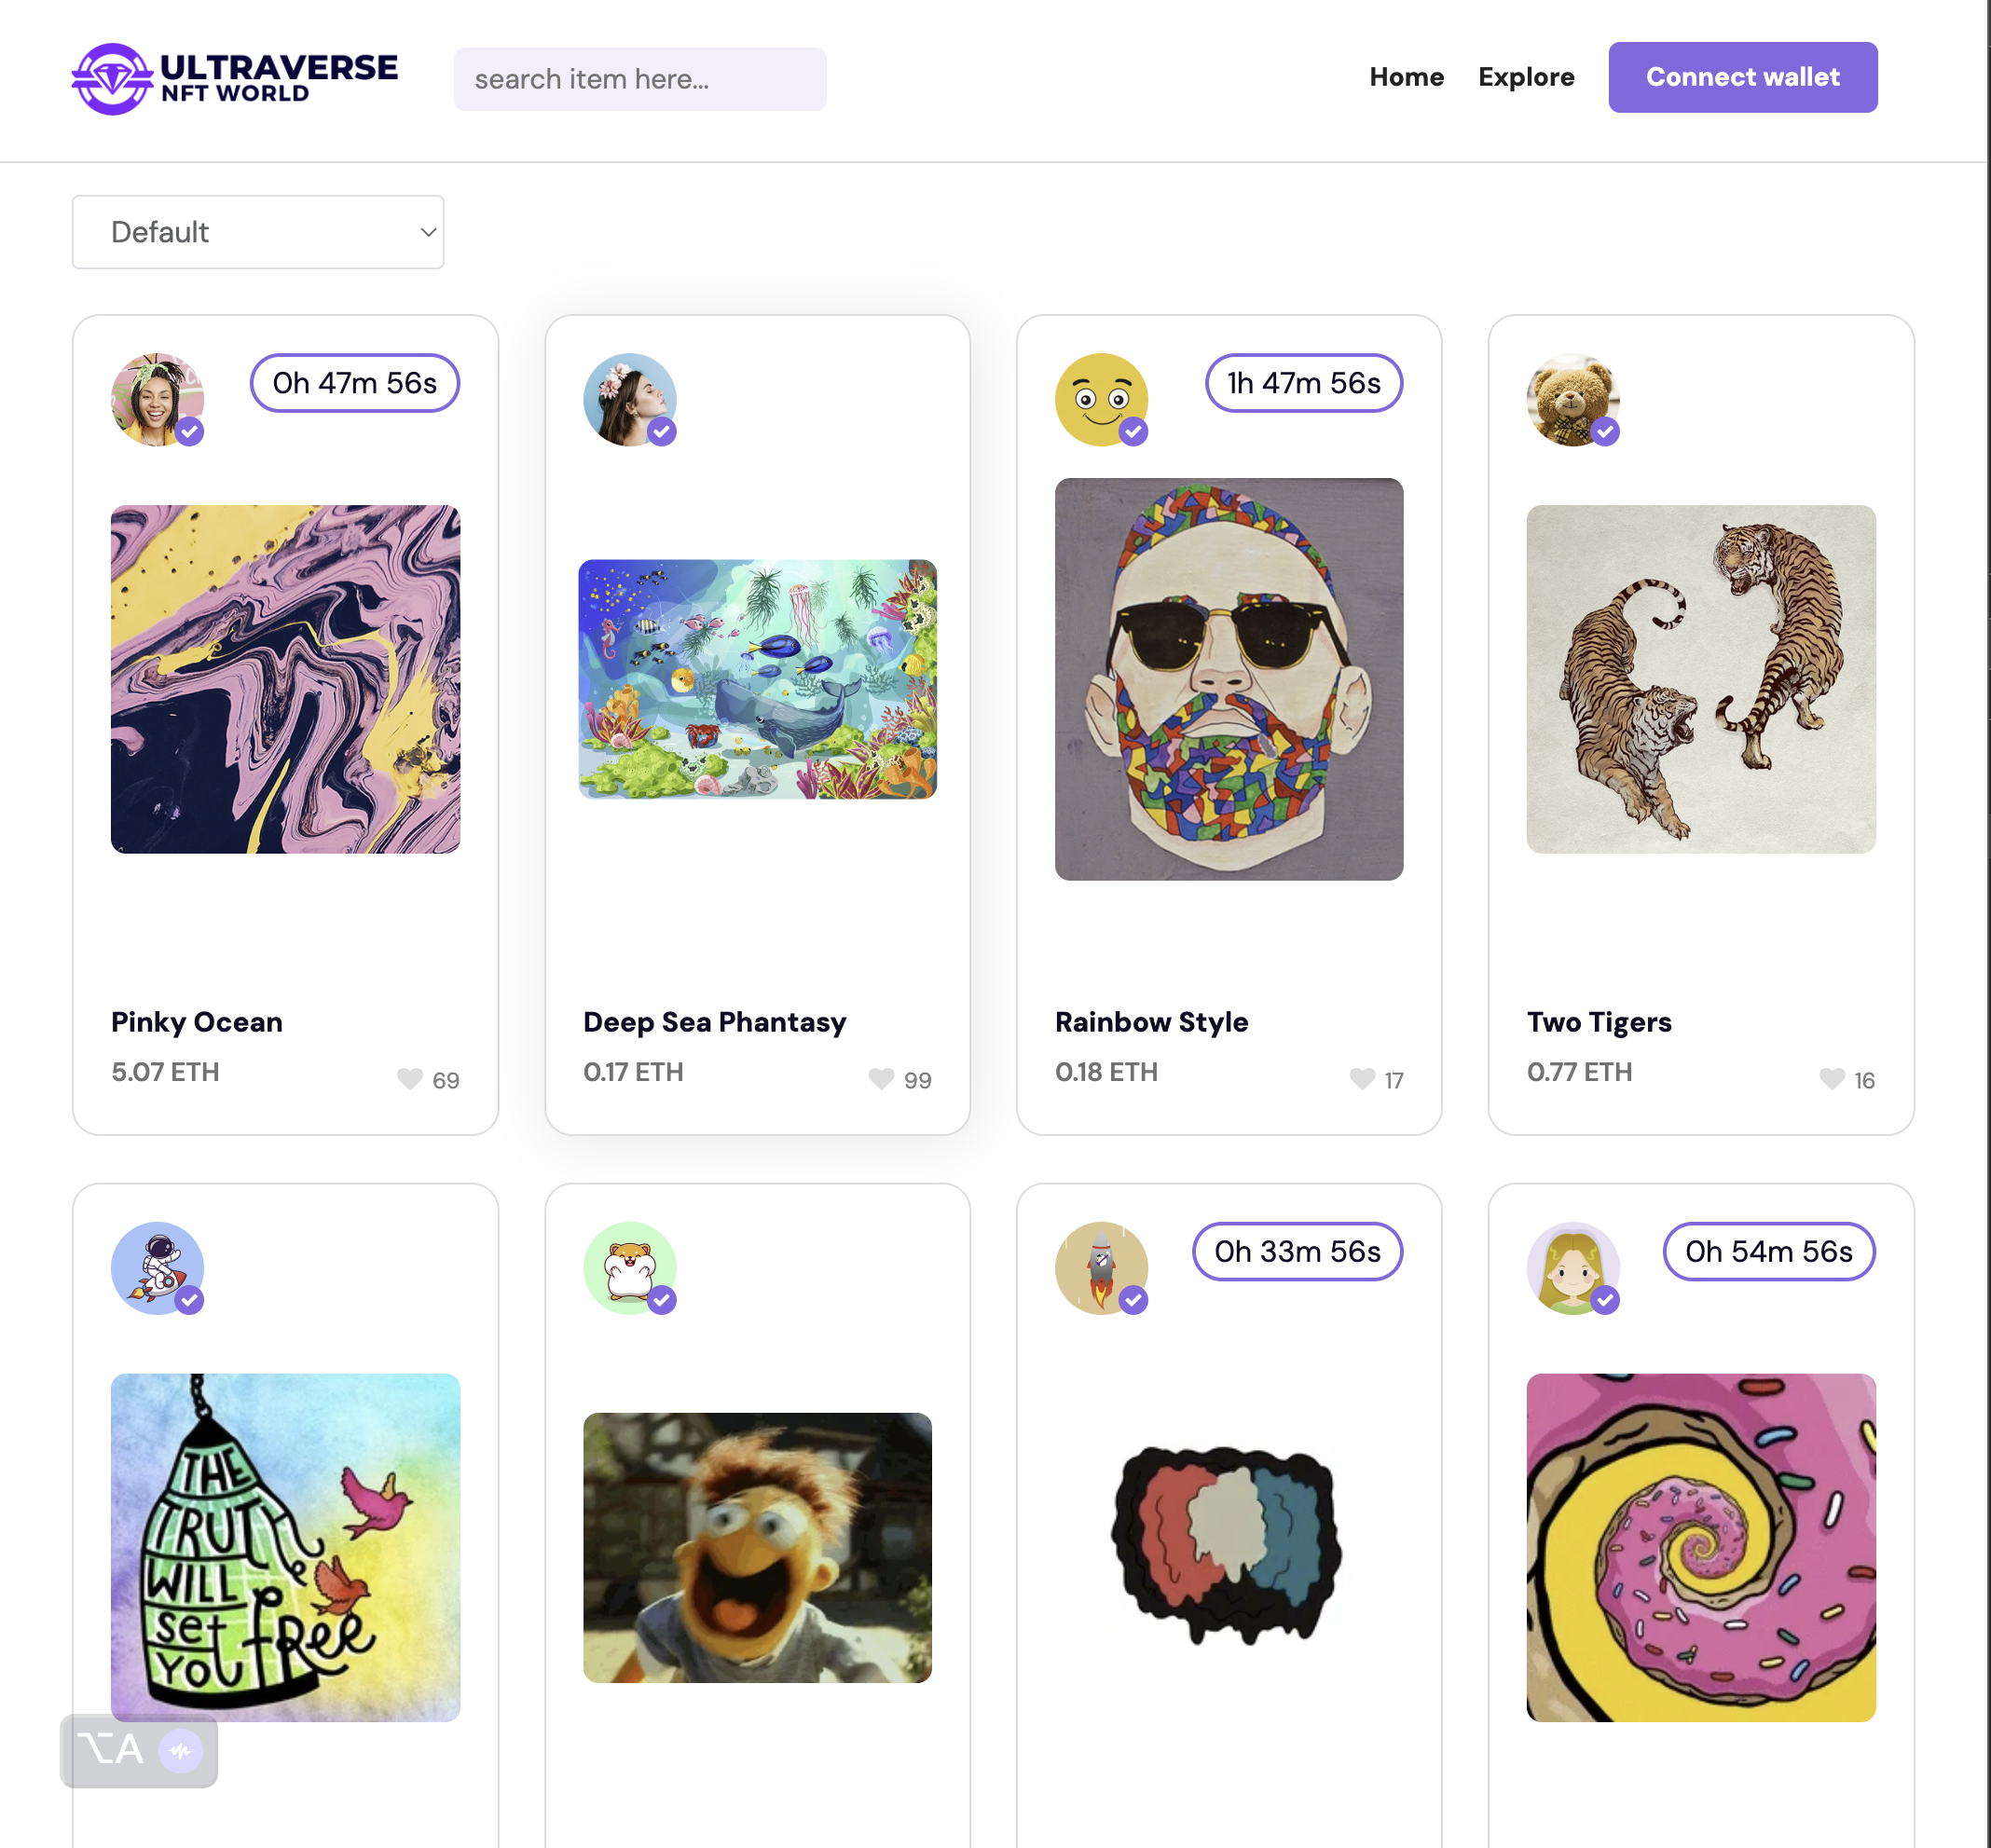 ULTRAVERSE
NFT WORLD
search item here...
Home
Explore
Connect wallet
Default
0h 47m 56s
1h 47m 56s
Pinky Ocean
5.07 ETH
69
Deep Sea Phantasy
0.17 ETH
99
Rainbow Style
0.18 ETH
17
Two Tigers
0.77 ETH
16
0h 33m 56s
0h 54m 56s
THE
TRUTH
WILL
set
YOU free
⌥A